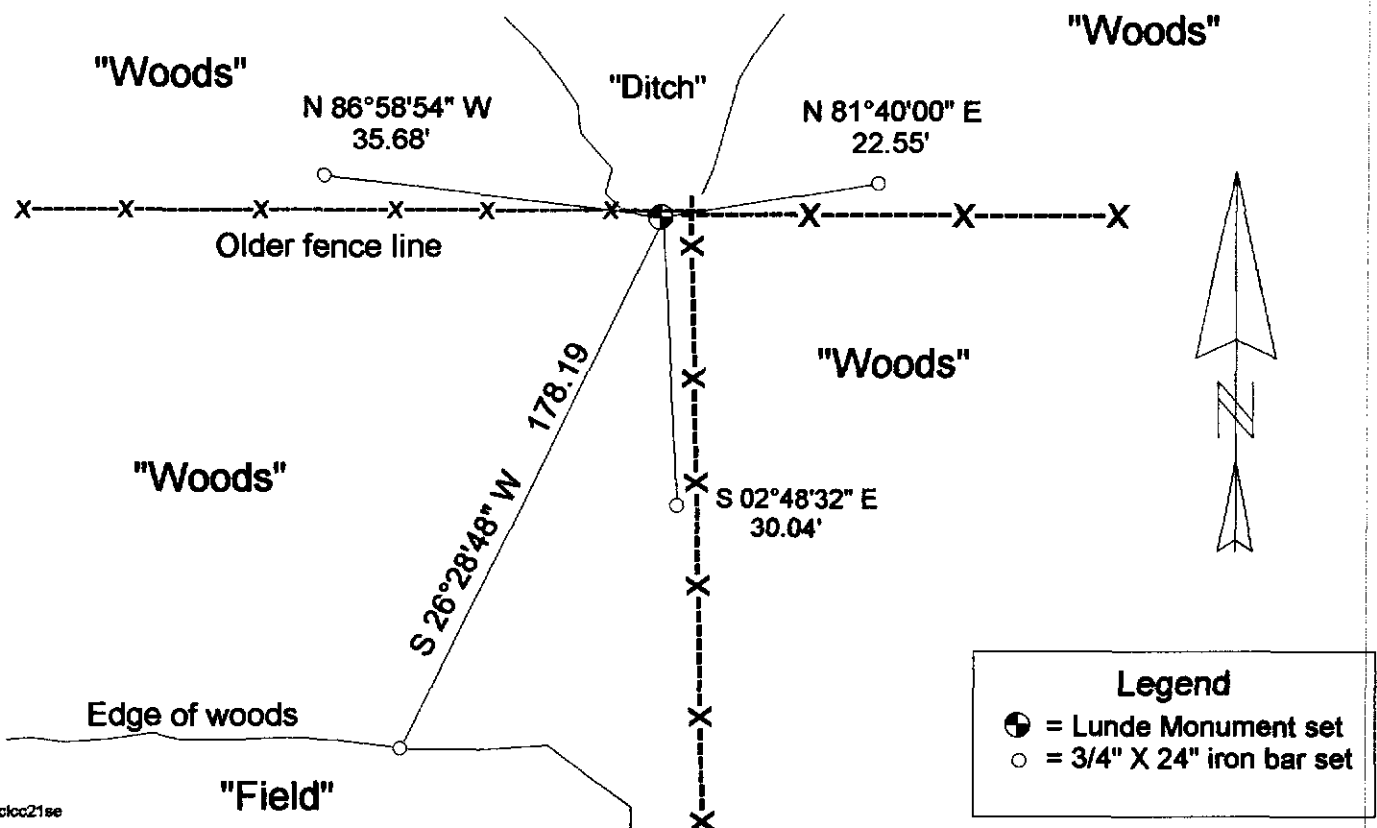 "Woods"
"Woods"
"Ditch"
N 86°58'54" W
35.68'
N 81°40'00" E
22.55'
X X X X X X X X X
Older fence line
X
X
"Woods"
S 26°28'48" W 178.19
"Woods"
N
X
S 02°48'32" E
30.04'
X
X
X
Edge of woods
"Field"
Legend
= Lunde Monument set
= 3/4" X 24" iron bar set
clcc21se